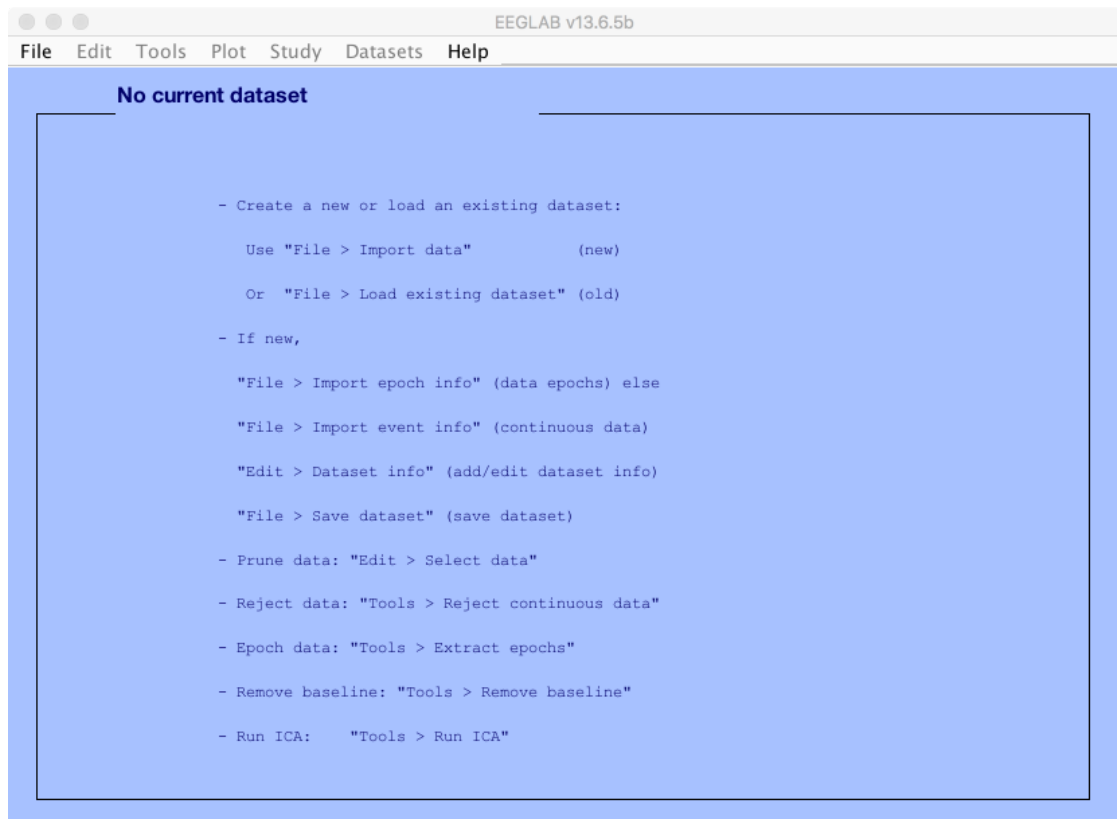 EEGLAB v13.6.5b
File Edit Tools Plot Study Datasets Help
No current dataset
- Create a new or load an existing dataset:
Use "File > Import data" (new)
Or "File > Load existing dataset" (old)
- If new,
"File > Import epoch info" (data epochs) else
"File > Import event info" (continuous data)
"Edit > Dataset info" (add/edit dataset info)
"File > Save dataset" (save dataset)
- Prune data: "Edit > Select data"
- Reject data: "Tools > Reject continuous data"
- Epoch data: "Tools > Extract epochs"
- Remove baseline: "Tools > Remove baseline"
- Run ICA: "Tools > Run ICA"